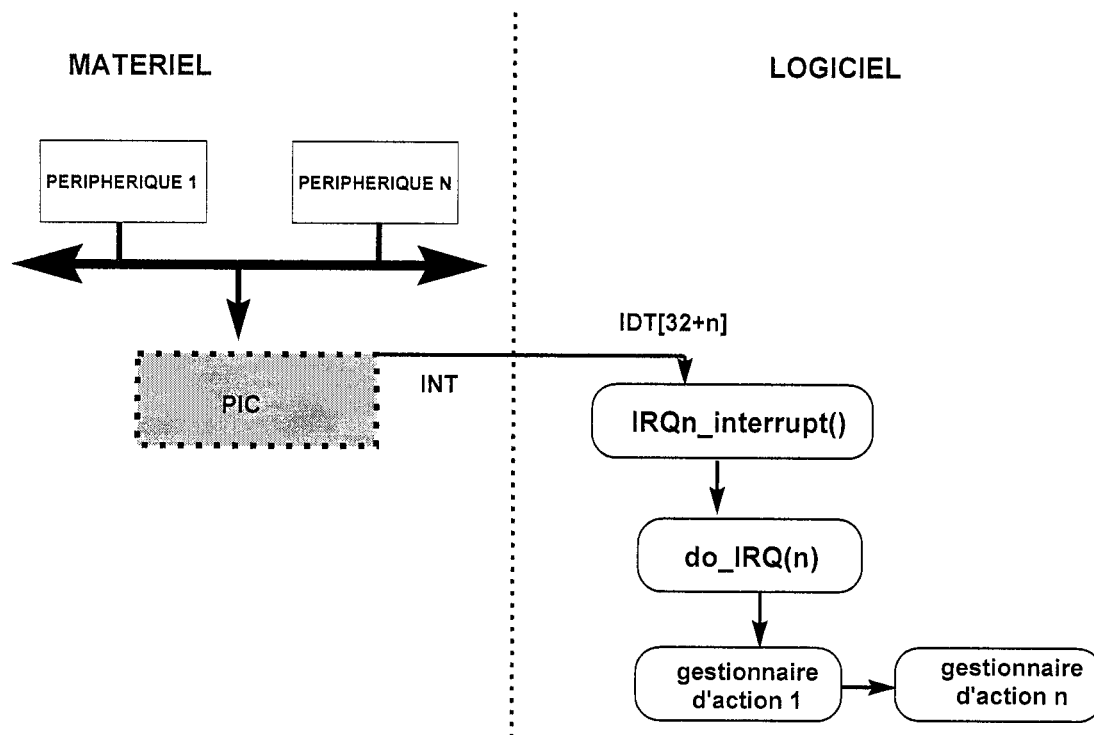 MATERIEL
LOGICIEL
PERIPHERIQUE 1
PERIPHERIQUE N
IDT[32+n]
INT
PIC
IRQn_interrupt()
do_IRQ(n)
gestionnaire
d'action 1
gestionnaire
d'action n